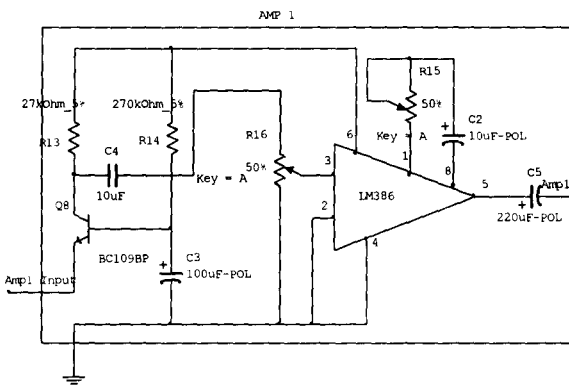 AMP 1
R15
27kOhm_5%
270kOhm_5%
50%
C2
10uF-POL
R13
C4
R14
R16
Key = A
6
1
10uF
Key = A
50%
3
8
LM386
5
C5
Amp1
Q8
2
220uF-POL
4
BC109BP
C3
100uF-POL
Amp1 Input